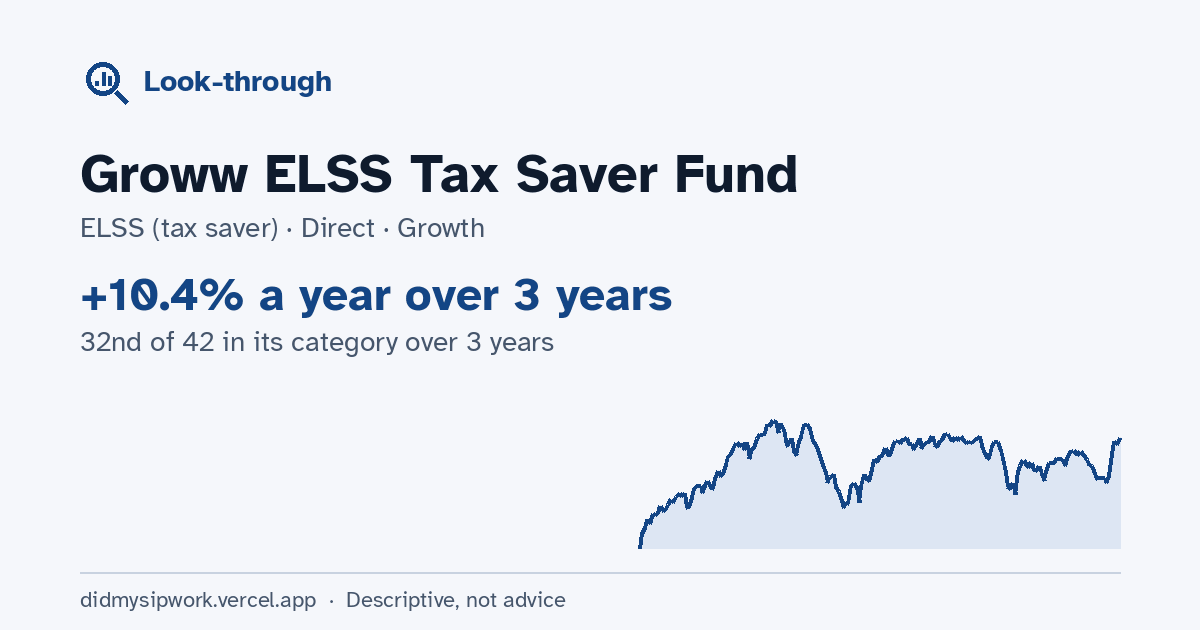 Look-through
Groww ELSS Tax Saver Fund
ELSS (tax saver) · Direct · Growth
+10.4% a year over 3 years
32nd of 42 in its category over 3 years
didmysipwork.vercel.app · Descriptive, not advice